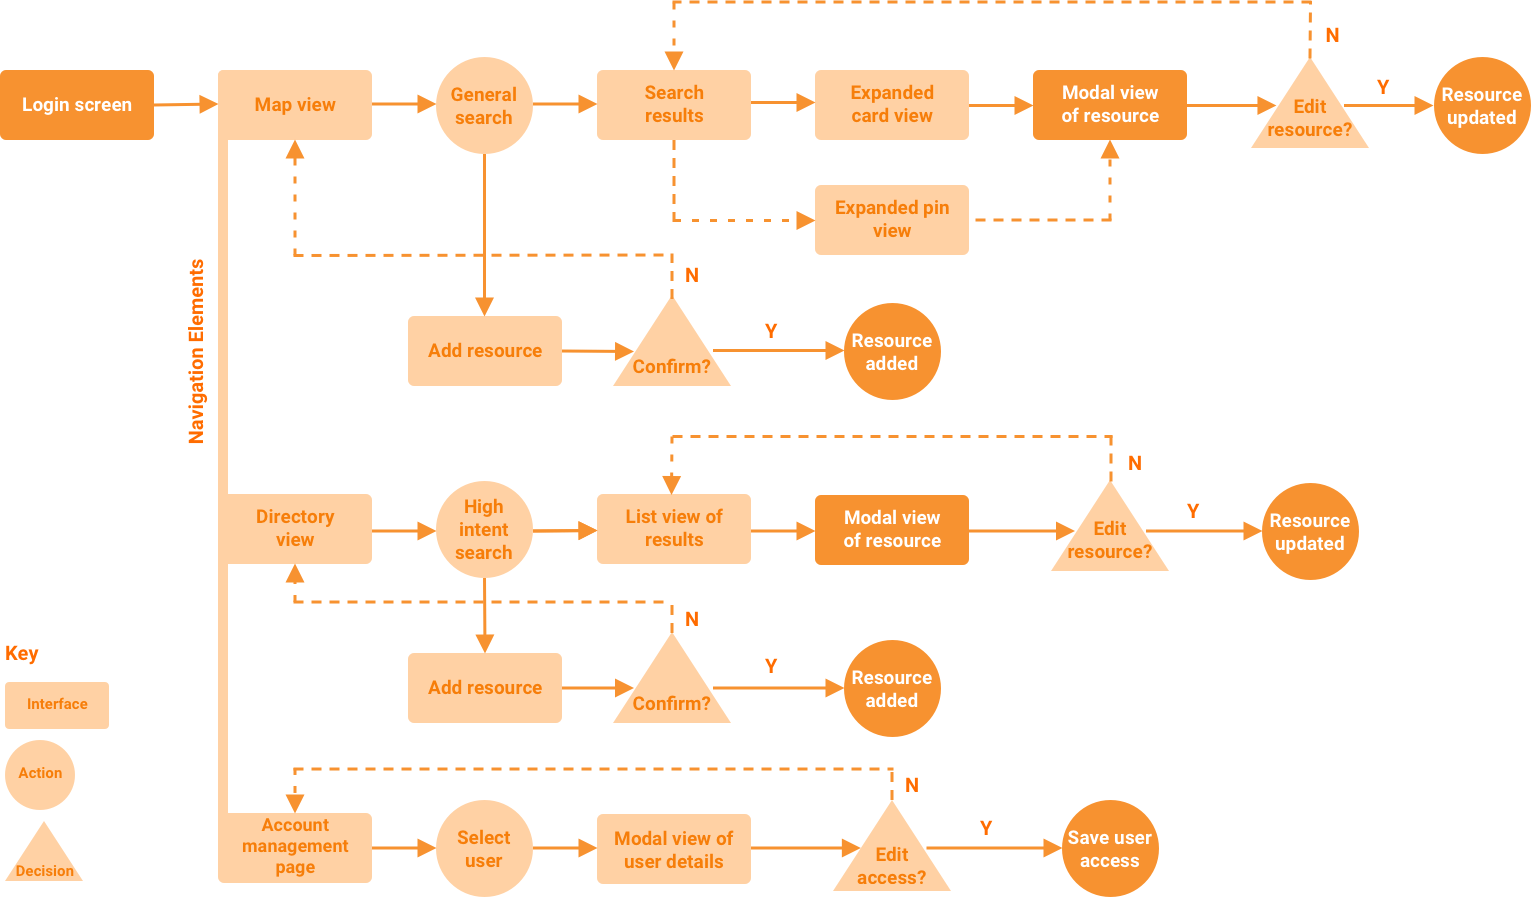 N
Login screen
Map view
General
search
Search
results
Expanded
card view
Modal view
of resource
Edit
resource?
Y
Resource
updated
Expanded pin
view
Navigation Elements
N
Add resource
Confirm?
Y
Resource
added
N
Directory
view
High
intent
search
List view of
results
Modal view
of resource
Edit
resource?
Y
Resource
updated
N
Add resource
Confirm?
Y
Resource
added
Key
Interface
Action
Decision
N
Account
management
page
Select
user
Modal view of
user details
Edit
access?
Y
Save user
access